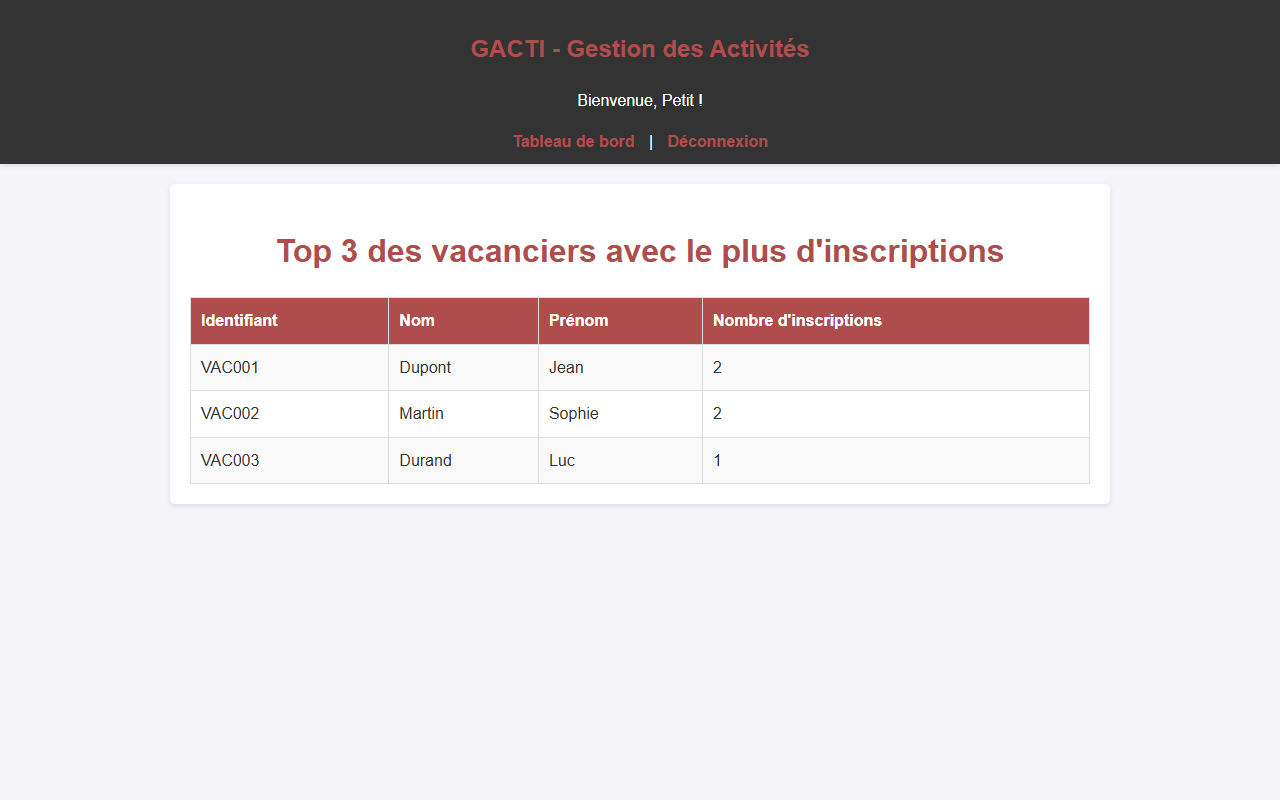 GACTI - Gestion des Activités
Bienvenue, Petit !
Tableau de bord | Déconnexion
Top 3 des vacanciers avec le plus d'inscriptions
Identifiant Nom Prénom Nombre d'inscriptions
VAC001 Dupont Jean 2
VAC002 Martin Sophie 2
VAC003 Durand Luc 1